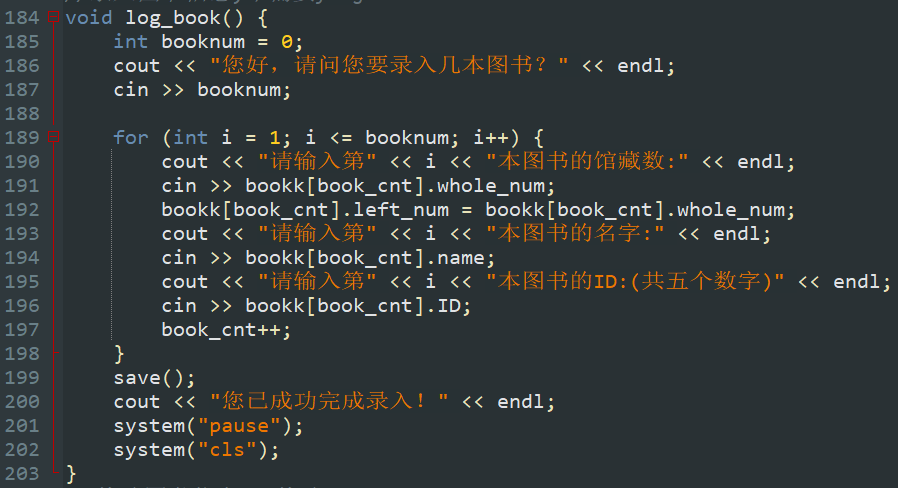 184 void log_book() {
185 int booknum = 0;
186 cout << "您好，请问您要录入几本图书？" << endl;
187 cin >> booknum;
188
189 for (int i = 1; i <= booknum; i++) {
190 cout << "请输入第" << i << "本图书的馆藏数:" << endl;
191 cin >> bookk[book_cnt].whole_num;
192 bookk[book_cnt].left_num = bookk[book_cnt].whole_num;
193 cout << "请输入第" << i << "本图书的名字:" << endl;
194 cin >> bookk[book_cnt].name;
195 cout << "请输入第" << i << "本图书的ID:(共五个数字)" << endl;
196 cin >> bookk[book_cnt].ID;
197 book_cnt++;
198 }
199 save();
200 cout << "您已成功完成录入！" << endl;
201 system("pause");
202 system("cls");
203 }